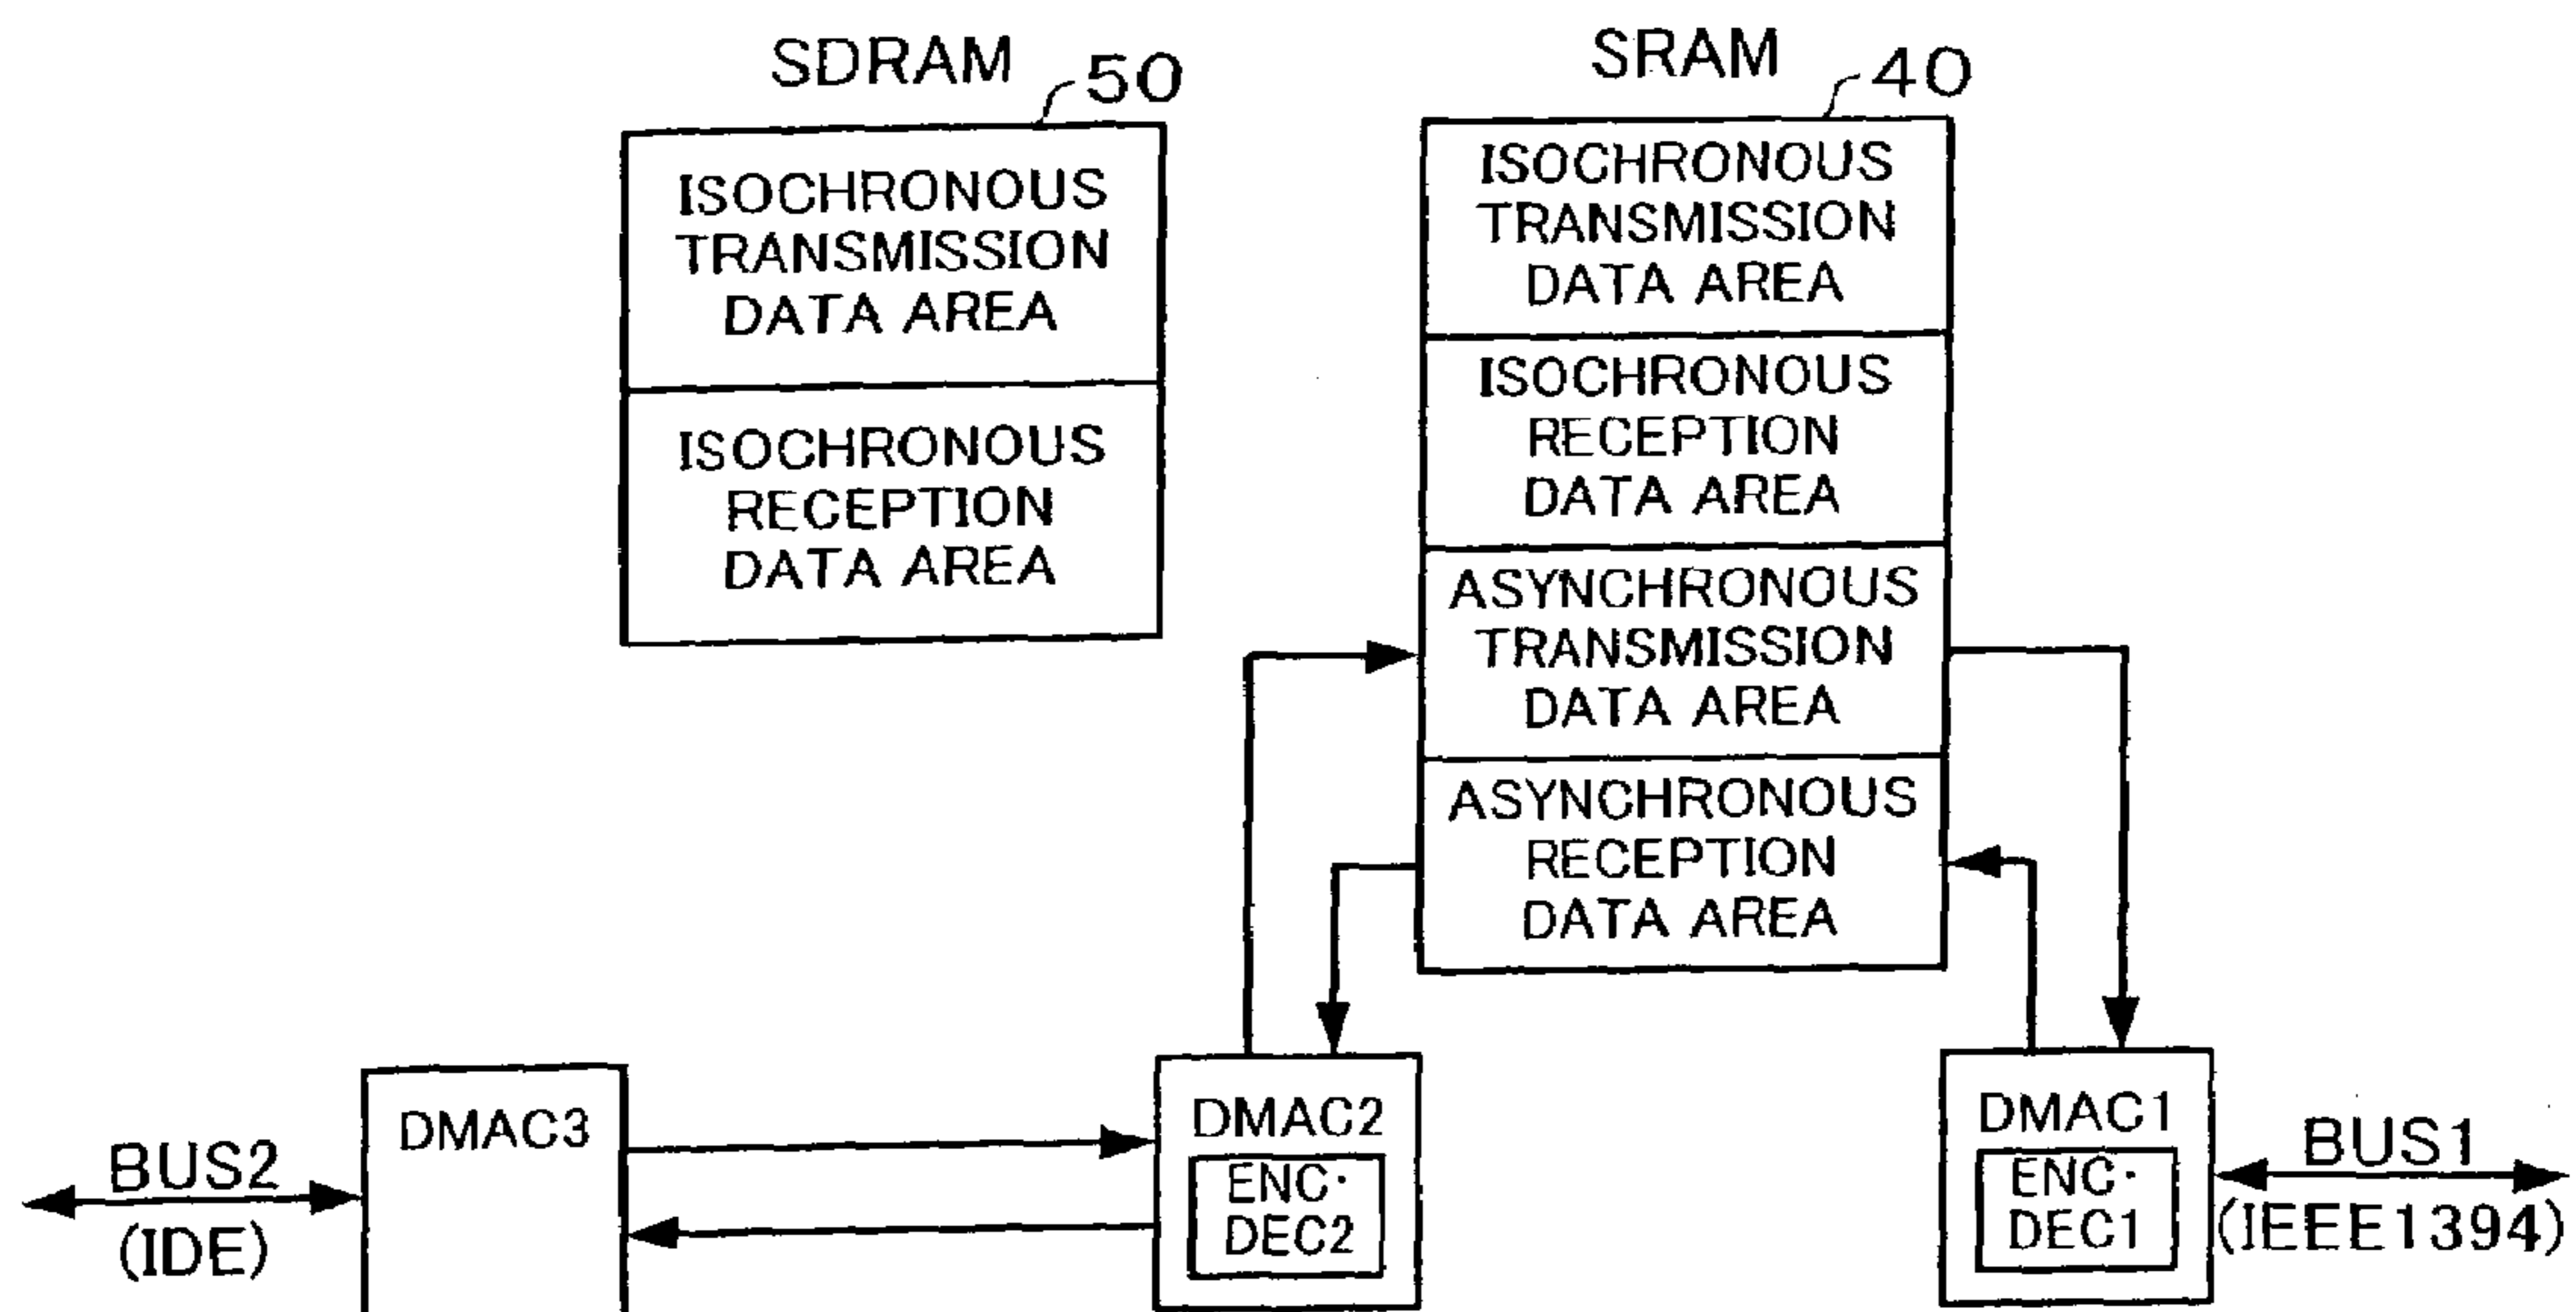 SDRAM
50
ISOCHRONOUS
TRANSMISSION
DATA AREA
ISOCHRONOUS
RECEPTION
DATA AREA
SRAM
40
ISOCHRONOUS
TRANSMISSION
DATA AREA
ISOCHRONOUS
RECEPTION
DATA AREA
ASYNCHRONOUS
TRANSMISSION
DATA AREA
ASYNCHRONOUS
RECEPTION
DATA AREA
BUS2
(IDE)
DMAC3
DMAC2
ENC·
DEC2
DMAC1
ENC·
DEC1
BUS1
(IEEE1394)